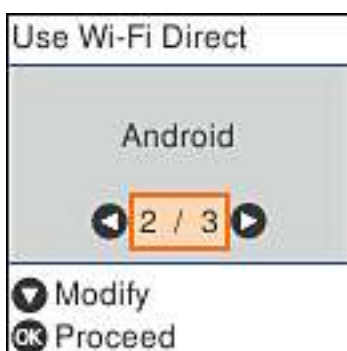 Use Wi-Fi Direct
Android
2 / 3
Modify
OK Proceed